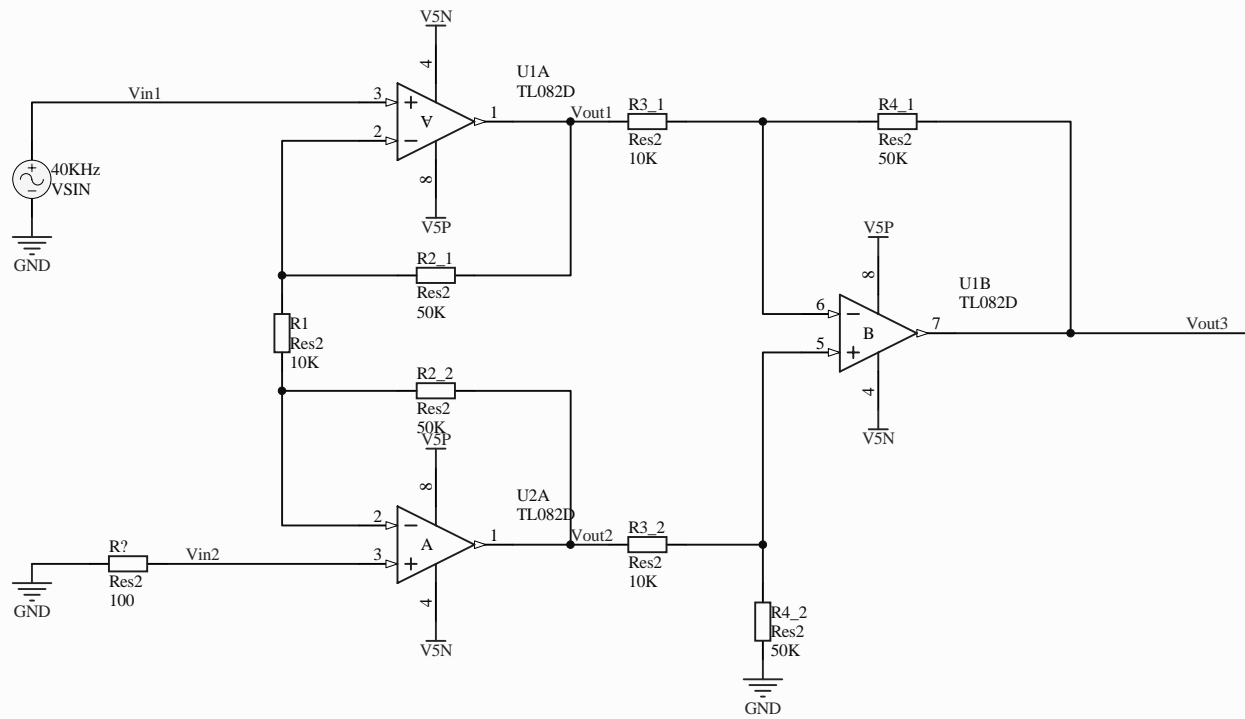 V5N
4
U1A
TL082D
Vin1
3
+
1
Vout1
R3_1
R4_1
2
−
A
Res2
10K
Res2
50K
+
−
40KHz
VSIN
8
V5P
GND
V5P
R2_1
Res2
50K
8
U1B
TL082D
6
−
7
Vout3
R1
Res2
10K
B
5
+
4
V5N
R2_2
Res2
50K
V5P
8
U2A
TL082D
2
−
1
Vout2
R3_2
Res2
10K
A
R?
Vin2
3
+
Res2
100
GND
4
V5N
R4_2
Res2
50K
GND